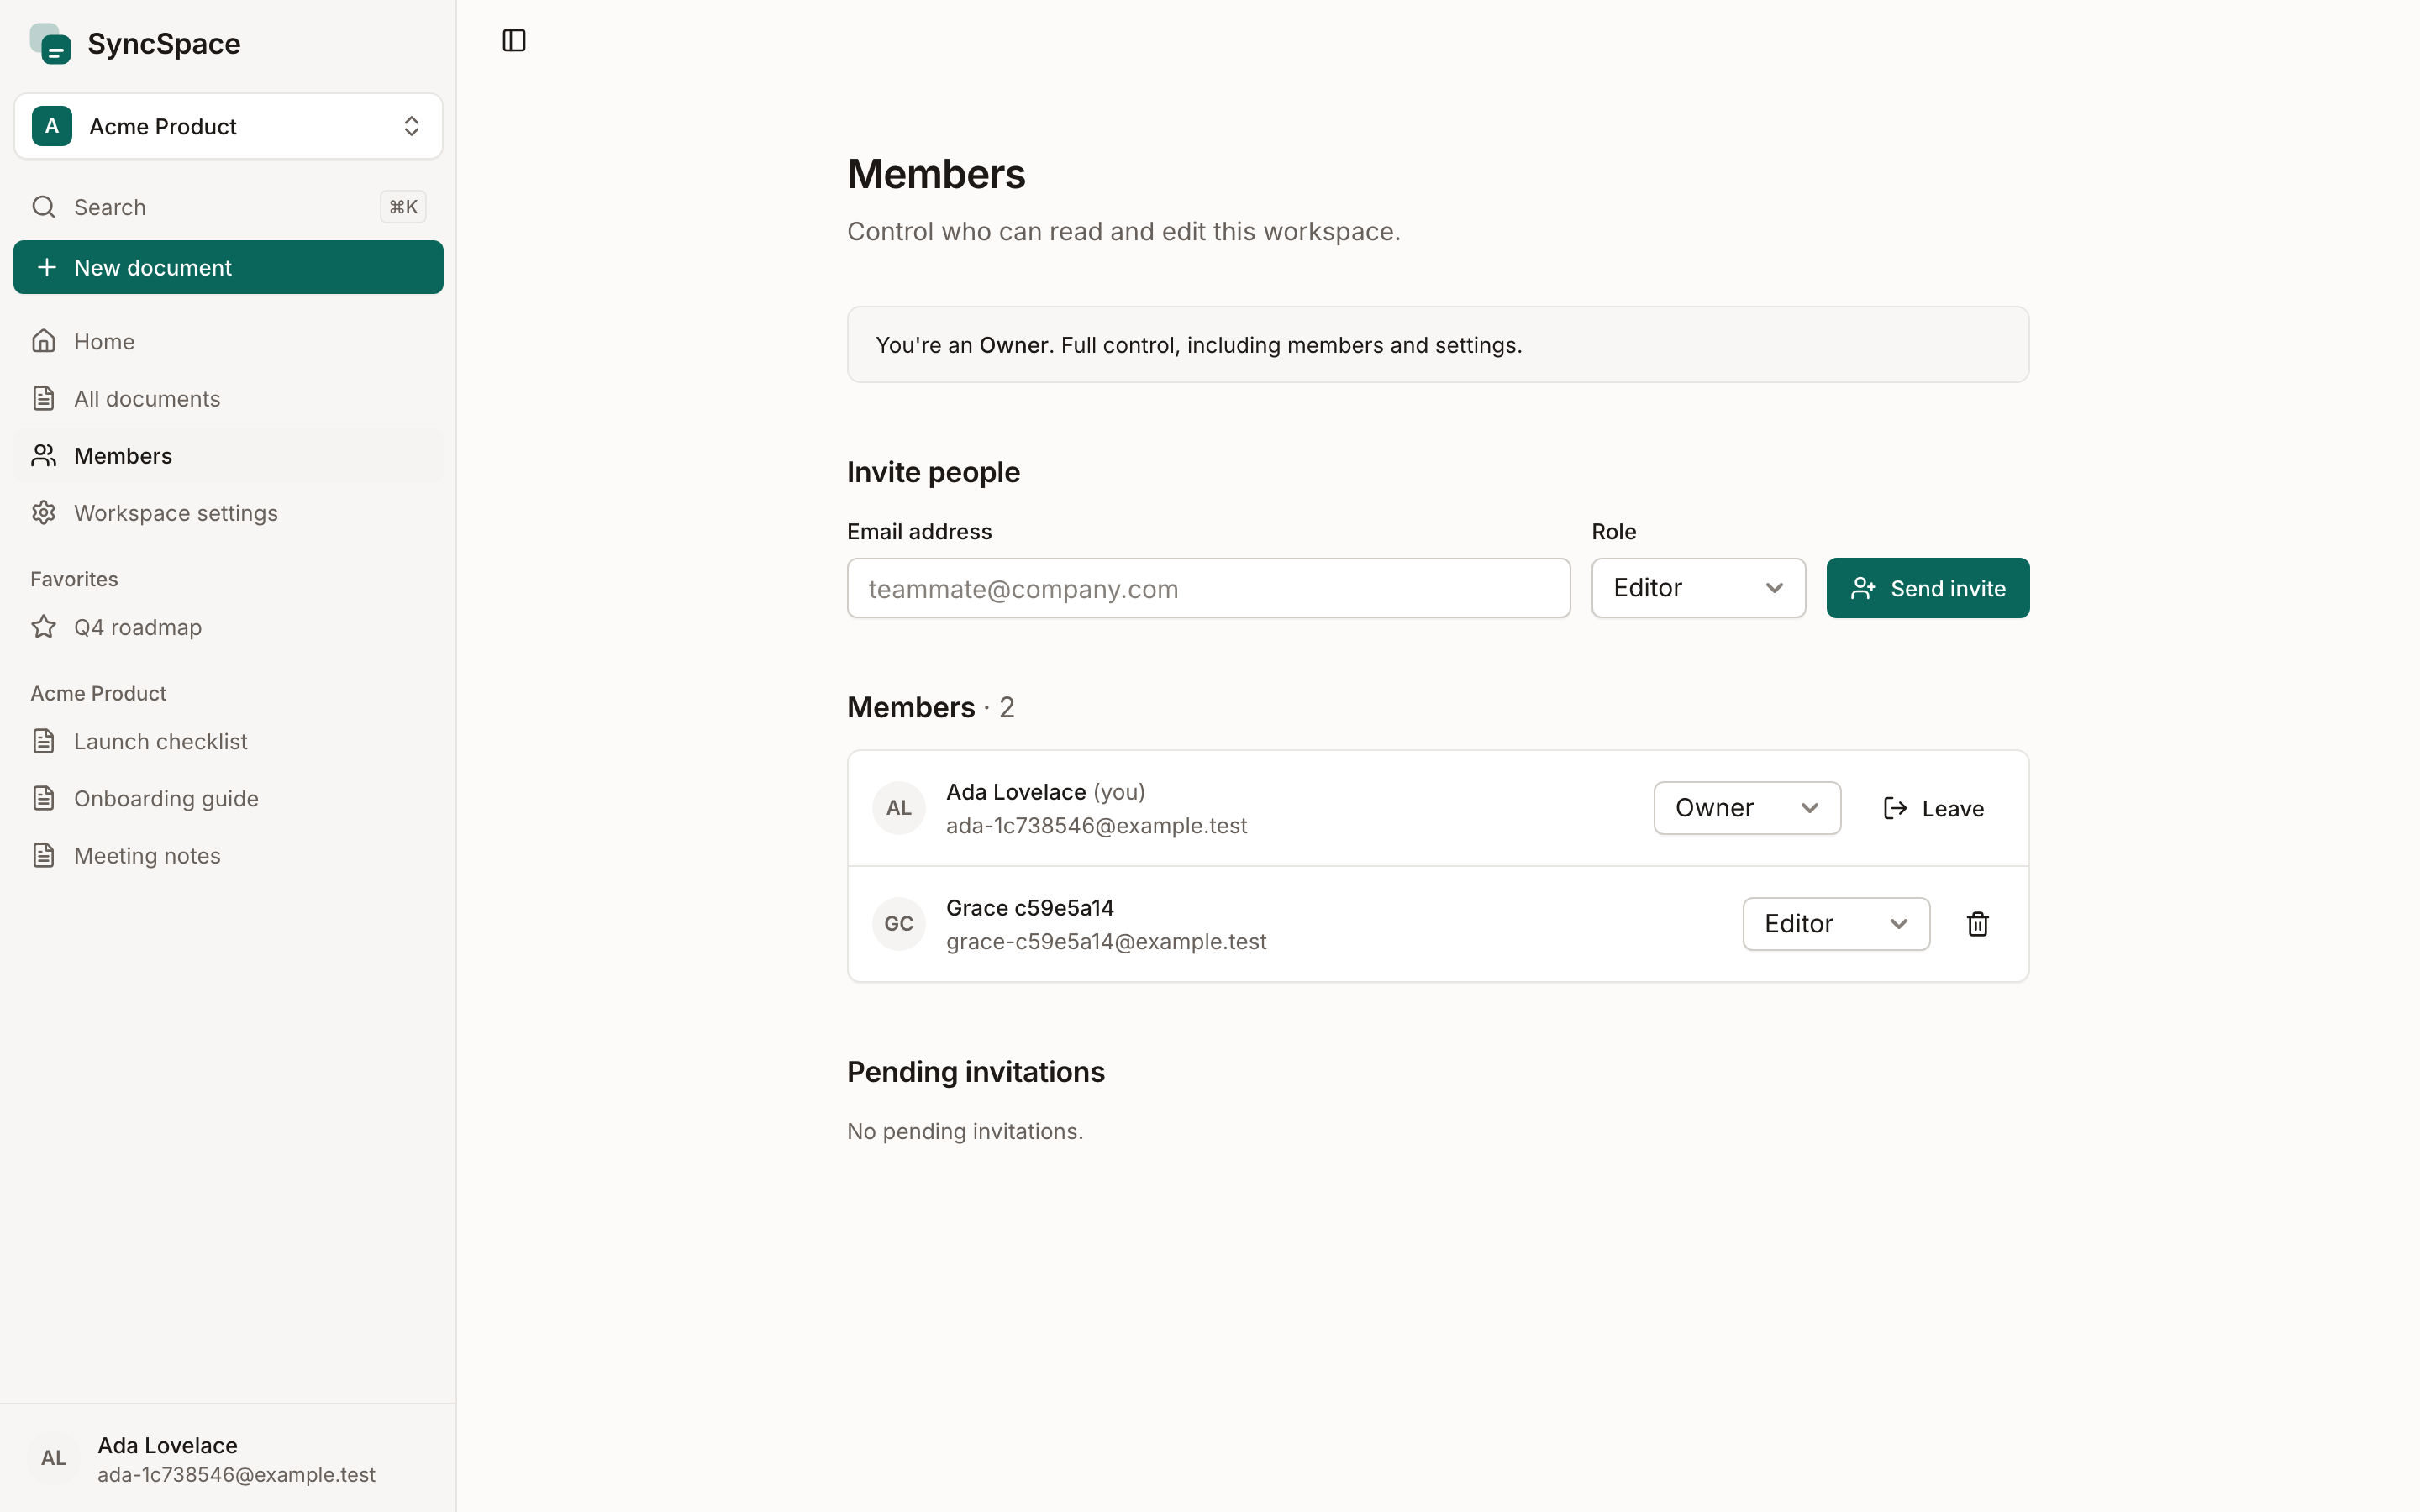 SyncSpace
A Acme Product
Search ⌘K
New document
Home
All documents
Members
Workspace settings
Favorites
Q4 roadmap
Acme Product
Launch checklist
Onboarding guide
Meeting notes
AL Ada Lovelace
ada-1c738546@example.test
Members
Control who can read and edit this workspace.
You're an Owner. Full control, including members and settings.
Invite people
Email address Role
teammate@company.com Editor Send invite
Members · 2
AL Ada Lovelace (you) Owner Leave
ada-1c738546@example.test
GC Grace c59e5a14 Editor
grace-c59e5a14@example.test
Pending invitations
No pending invitations.